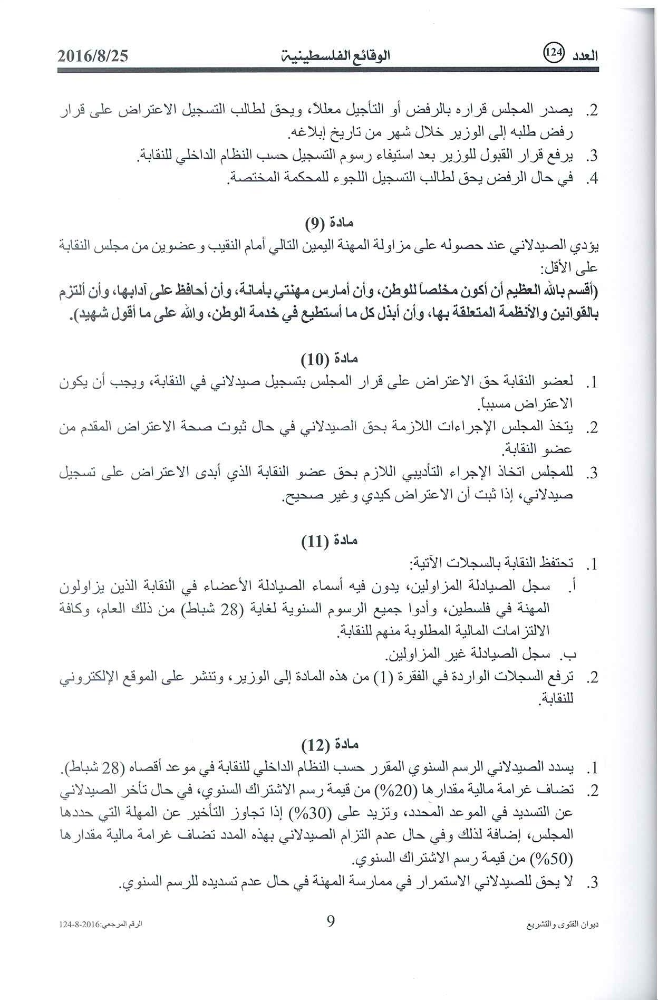 العدد 124 الوقائع الفلسطينية 2016/8/25
2. يصدر المجلس قراره بالرفض أو التأجيل معللاً، ويحق لطالب التسجيل الاعتراض على قرار
رفض طلبه إلى الوزير خلال شهر من تاريخ إبلاغه.
3. يرفع قرار القبول للوزير بعد استيفاء رسوم التسجيل حسب النظام الداخلي للنقابة.
4. في حال الرفض يحق لطالب التسجيل اللجوء للمحكمة المختصة.
مادة (9)
يؤدي الصيدلاني عند حصوله على مزاولة المهنة اليمين التالي أمام النقيب وعضوين من مجلس النقابة
على الأقل:
(أقسم بالله العظيم أن أكون مخلصاً للوطن، وأن أمارس مهنتي بأمانة، وأن أحافظ على آدابها، وأن ألتزم
بالقوانين والأنظمة المتعلقة بها، وأن أبذل كل ما أستطيع في خدمة الوطن، والله على ما أقول شهيد).
مادة (10)
1. لعضو النقابة حق الاعتراض على قرار المجلس بتسجيل صيدلاني في النقابة، ويجب أن يكون
الاعتراض مسبباً.
2. يتخذ المجلس الإجراءات اللازمة بحق الصيدلاني في حال ثبوت صحة الاعتراض المقدم من
عضو النقابة.
3. للمجلس اتخاذ الإجراء التأديبي اللازم بحق عضو النقابة الذي أبدى الاعتراض على تسجيل
صيدلاني، إذا ثبت أن الاعتراض كيدي وغير صحيح.
مادة (11)
1. تحتفظ النقابة بالسجلات الآتية:
أ. سجل الصيادلة المزاولين، يدون فيه أسماء الصيادلة الأعضاء في النقابة الذين يزاولون
المهنة في فلسطين، وأدوا جميع الرسوم السنوية لغاية (28 شباط) من ذلك العام، وكافة
الالتزامات المالية المطلوبة منهم للنقابة.
ب. سجل الصيادلة غير المزاولين.
2. ترفع السجلات الواردة في الفقرة (1) من هذه المادة إلى الوزير، وتنشر على الموقع الإلكتروني
للنقابة.
مادة (12)
1. يسدد الصيدلاني الرسم السنوي المقرر حسب النظام الداخلي للنقابة في موعد أقصاه (28 شباط).
2. تضاف غرامة مالية مقدارها (20%) من قيمة رسم الاشتراك السنوي، في حال تأخر الصيدلاني
عن التسديد في الموعد المحدد، وتزيد على (30%) إذا تجاوز التأخير عن المهلة التي حددها
المجلس، إضافة لذلك وفي حال عدم التزام الصيدلاني بهذه المدد تضاف غرامة مالية مقدارها
(50%) من قيمة رسم الاشتراك السنوي.
3. لا يحق للصيدلاني الاستمرار في ممارسة المهنة في حال عدم تسديده للرسم السنوي.
ديوان الفتوى والتشريع 9 الرقم المرجعي:2016-8-124